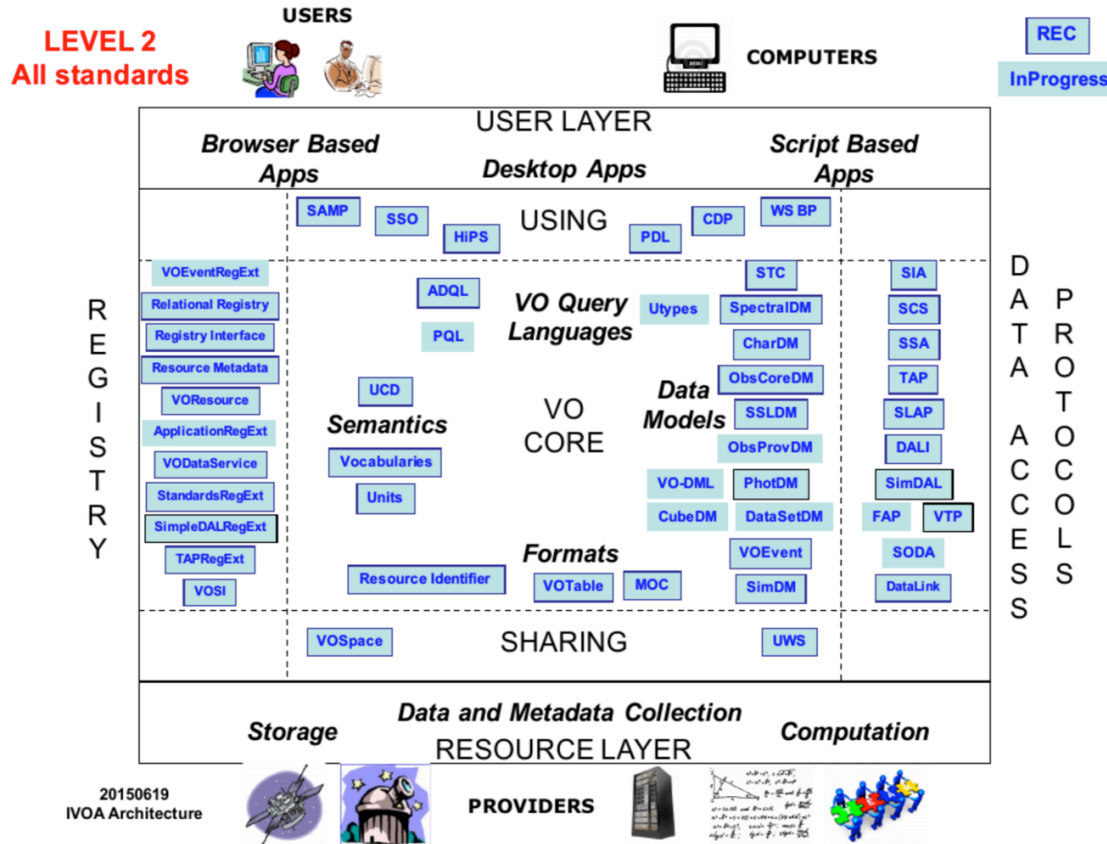 LEVEL 2
All standards
USERS
COMPUTERS
REC
InProgress
USER LAYER
Browser Based
Apps
Desktop Apps
Script Based
Apps
SAMP
SSO
HiPS
USING
PDL
CDP
WS BP
REGISTRY
VOEventRegExt
Relational Registry
Registry Interface
Resource Metadata
VOResource
ApplicationRegExt
VODataService
StandardsRegExt
SimpleDALRegExt
TAPRegExt
VOSI
ADQL
PQL
VO Query
Languages
UCD
Semantics
Vocabularies
Units
VO
CORE
Data
Models
Formats
Resource Identifier
VOTable
MOC
Utypes
STC
SpectralDM
CharDM
ObsCoreDM
SSLDM
ObsProvDM
VO-DML
PhotDM
CubeDM
DataSetDM
VOEvent
SimDM
SIA
SCS
SSA
TAP
SLAP
DALI
SimDAL
FAP
VTP
SODA
DataLink
DATA ACCESS
PROTOCOLS
VOSpace
SHARING
UWS
Storage
Data and Metadata Collection
Computation
RESOURCE LAYER
20150619
IVOA Architecture
PROVIDERS